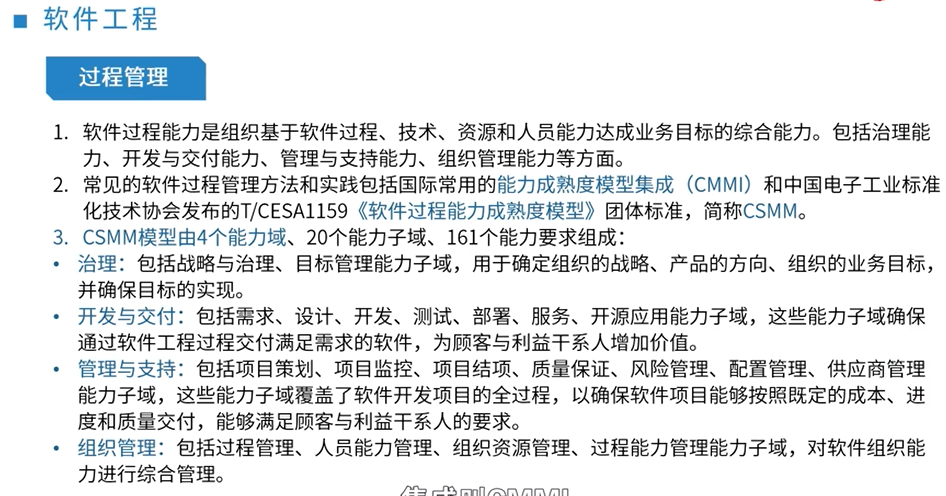 ■ 软件工程
过程管理
1. 软件过程能力是组织基于软件过程、技术、资源和人员能力达成业务目标的综合能力。包括治理能
力、开发与交付能力、管理与支持能力、组织管理能力等方面。
2. 常见的软件过程管理方法和实践包括国际常用的能力成熟度模型集成（CMMI）和中国电子工业标准
化技术协会发布的T/CESA1159《软件过程能力成熟度模型》团体标准，简称CSMM。
3. CSMM模型由4个能力域、20个能力子域、161个能力要求组成：
• 治理：包括战略与治理、目标管理能力子域，用于确定组织的战略、产品的方向、组织的业务目标，
并确保目标的实现。
• 开发与交付：包括需求、设计、开发、测试、部署、服务、开源应用能力子域，这些能力子域确保
通过软件工程过程交付满足需求的软件，为顾客与利益干系人增加价值。
• 管理与支持：包括项目策划、项目监控、项目结项、质量保证、风险管理、配置管理、供应商管理
能力子域，这些能力子域覆盖了软件开发项目的全过程，以确保软件项目能够按照既定的成本、进
度和质量交付，能够满足顾客与利益干系人的要求。
• 组织管理：包括过程管理、人员能力管理、组织资源管理、过程能力管理能力子域，对软件组织能
力进行综合管理。
集成叫CMMI